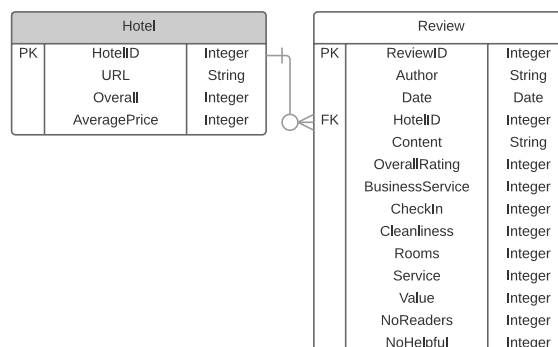 Hotel
PK HotelID Integer
URL String
Overall Integer
AveragePrice Integer
Review
PK ReviewID Integer
Author String
Date Date
FK HotelID Integer
Content String
OverallRating Integer
BusinessService Integer
CheckIn Integer
Cleanliness Integer
Rooms Integer
Service Integer
Value Integer
NoReaders Integer
NoHelpful Integer